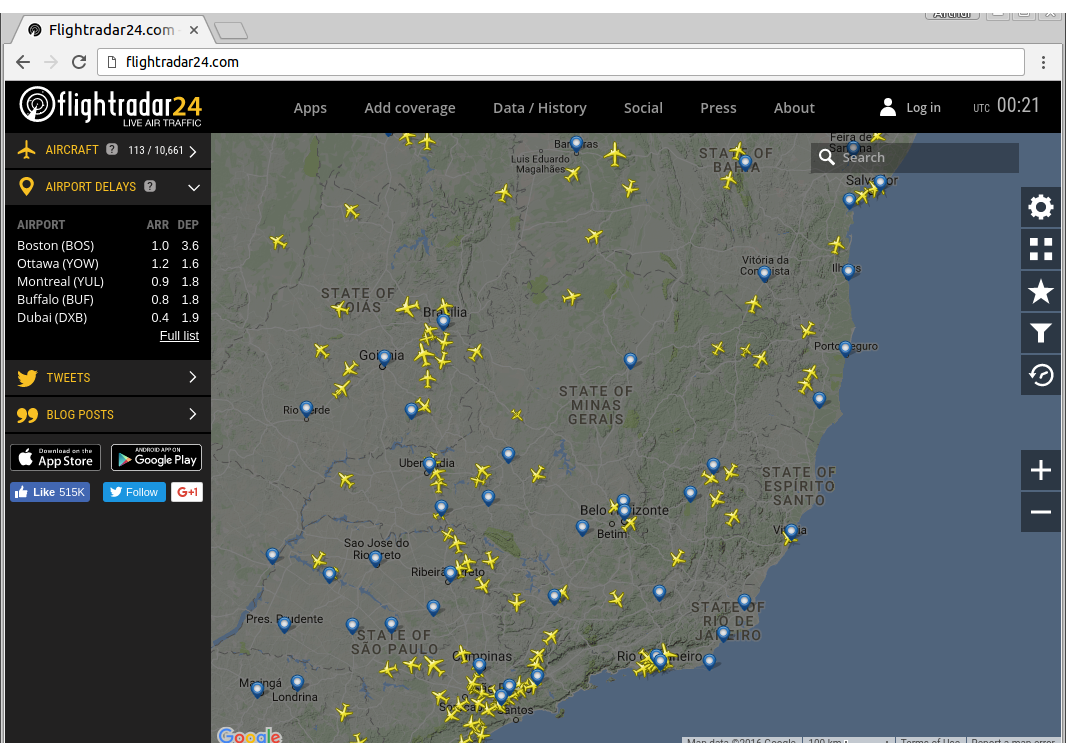 Flightradar24.com
flightradar24.com
flightradar24
LIVE AIR TRAFFIC
Apps Add coverage Data / History Social Press About Log in UTC 00:21
AIRCRAFT ? 113 / 10,661
AIRPORT DELAYS ?
AIRPORT ARR DEP
Boston (BOS) 1.0 3.6
Ottawa (YOW) 1.2 1.6
Montreal (YUL) 0.9 1.8
Buffalo (BUF) 0.8 1.8
Dubai (DXB) 0.4 1.9
Full list
TWEETS
BLOG POSTS
Download on the
App Store
ANDROID APP ON
Google Play
Like 515K
Follow
G+1
Search
Feira de
Luis Eduardo
Magalhães
STATE OF
BAHIA
Salvador
Vitória da
Conquista
Ilhéus
STATE OF
GOIÁS
Brasília
Goiânia
Porto Seguro
Rio Verde
STATE OF
MINAS
GERAIS
Uberlândia
STATE OF
ESPÍRITO
SANTO
Belo Horizonte
Betim
Vitória
Sao Jose do
Rio Preto
Ribeirão Preto
Pres. Prudente
STATE OF
SÃO PAULO
STATE OF
RIO DE
JANEIRO
Campinas
Rio de Janeiro
Maringá
Londrina
Santos
Google
Map data ©2016 Google
100 km
Terms of Use
Report a map error